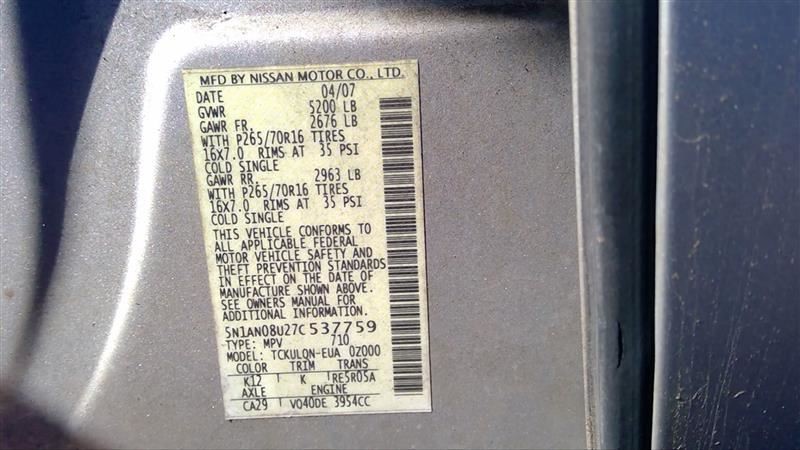 MFD BY NISSAN MOTOR CO., LTD.
DATE 04/07
GVWR 5200 LB
GAWR FR. 2676 LB
WITH P265/70R16 TIRES
16X7.0 RIMS AT 35 PSI
COLD SINGLE
GAWR RR. 2963 LB
WITH P265/70R16 TIRES
16X7.0 RIMS AT 35 PSI
COLD SINGLE
THIS VEHICLE CONFORMS TO
ALL APPLICABLE FEDERAL
MOTOR VEHICLE SAFETY AND
THEFT PREVENTION STANDARDS
IN EFFECT ON THE DATE OF
MANUFACTURE SHOWN ABOVE.
SEE OWNERS MANUAL FOR
ADDITIONAL INFORMATION.
5N1AN08U27C537759
TYPE: MPV 710
MODEL: TCKULQN-EUA 0Z000
COLOR TRIM TRANS
K12 K RE5R05A
AXLE ENGINE
CA29 VQ40DE 3954CC